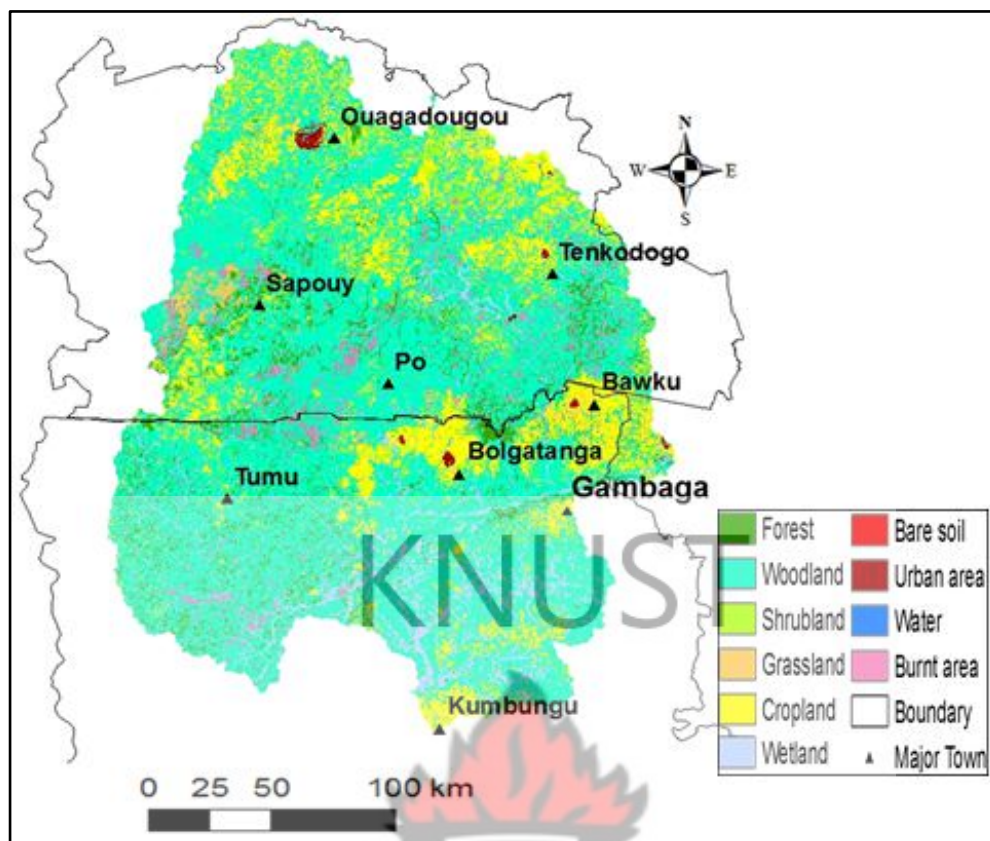 Ouagadougou
N
W E
S
Tenkodogo
Sapouy
Po
Bawku
Bolgatanga
Tumu
Gambaga
KNUST
Forest
Woodland
Shrubland
Grassland
Cropland
Wetland
Bare soil
Urban area
Water
Burnt area
Boundary
Major Town
Kumbungu
0 25 50 100 km